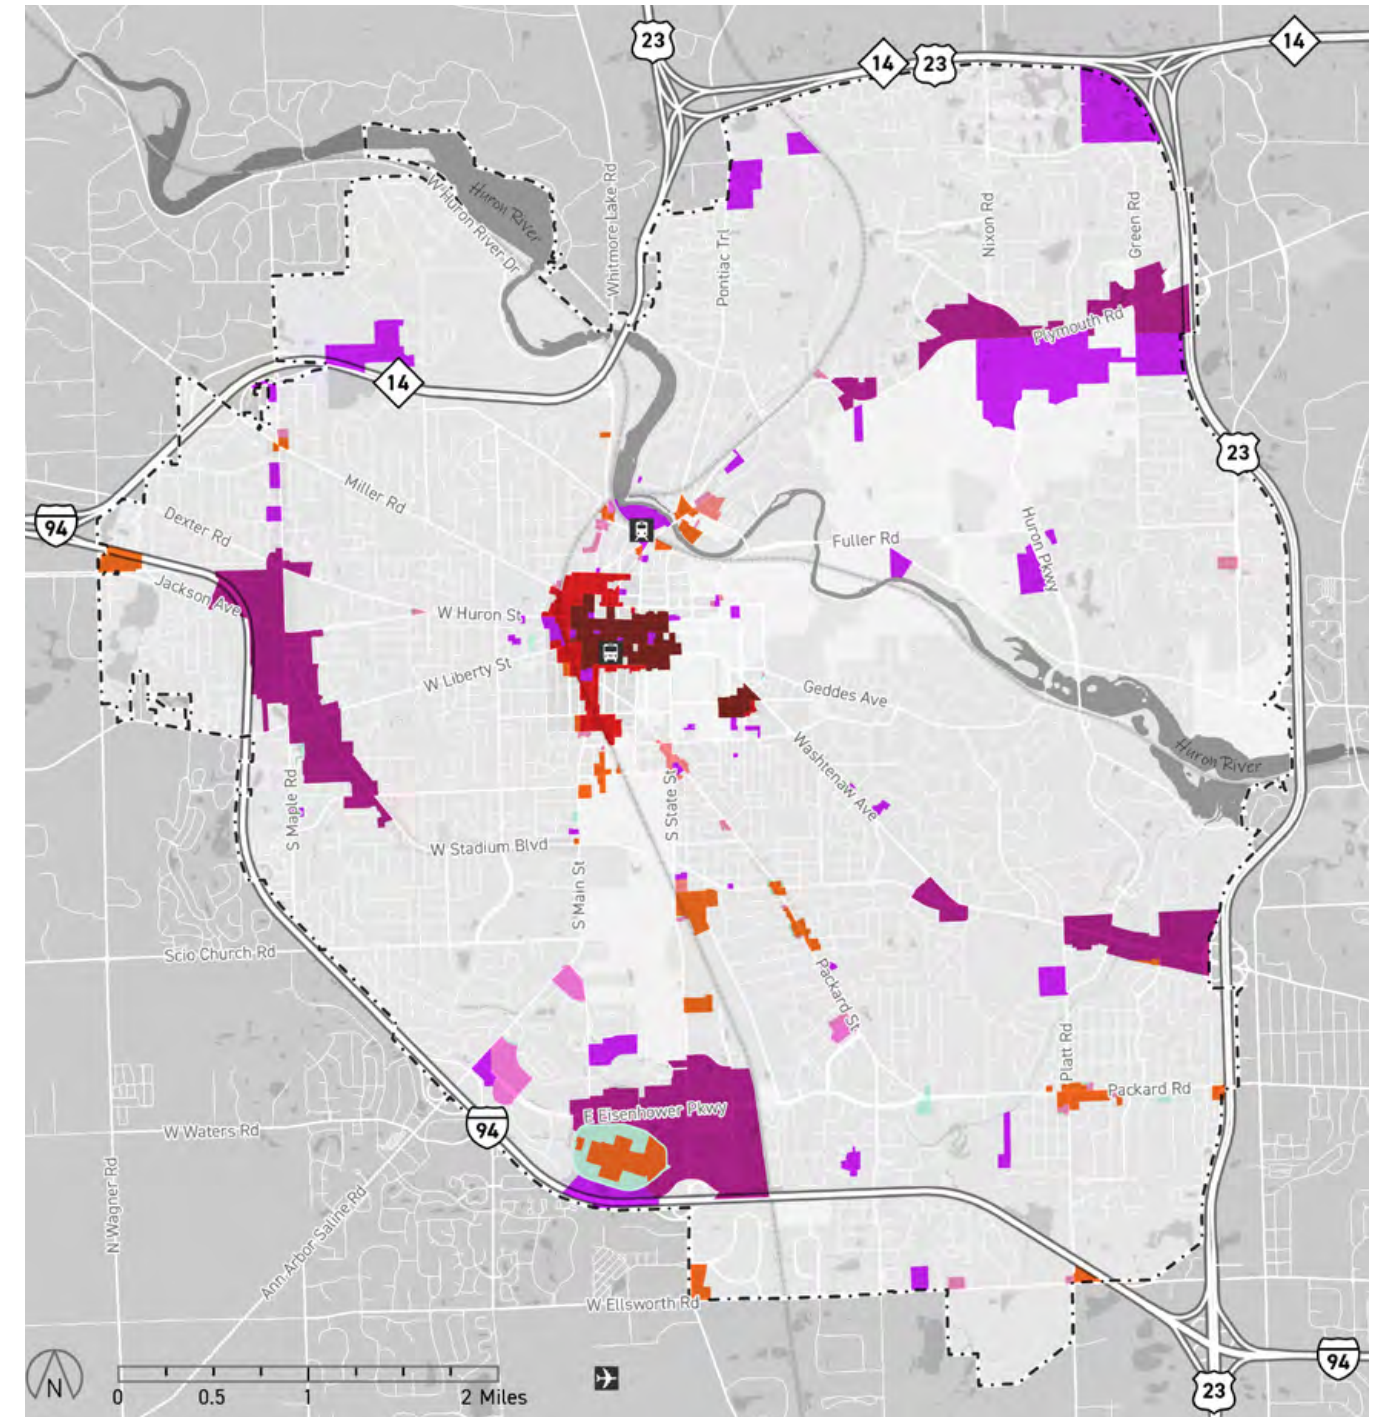 23
14
14
23
W Huron River Dr
Huron River
Whitmore Lake Rd
Pontiac Trl
Nixon Rd
Green Rd
Plymouth Rd
14
23
Miller Rd
Dexter Rd
94
Jackson Ave
Fuller Rd
Huron Pkwy
W Huron St
W Liberty St
Geddes Ave
Washtenaw Ave
Huron River
S Maple Rd
S State St
W Stadium Blvd
S Main St
Scio Church Rd
Packard St
Platt Rd
Packard Rd
E Eisenhower Pkwy
94
W Waters Rd
N Wagner Rd
Ann Arbor Saline Rd
W Ellsworth Rd
94
23
N
0 0.5 1 2 Miles